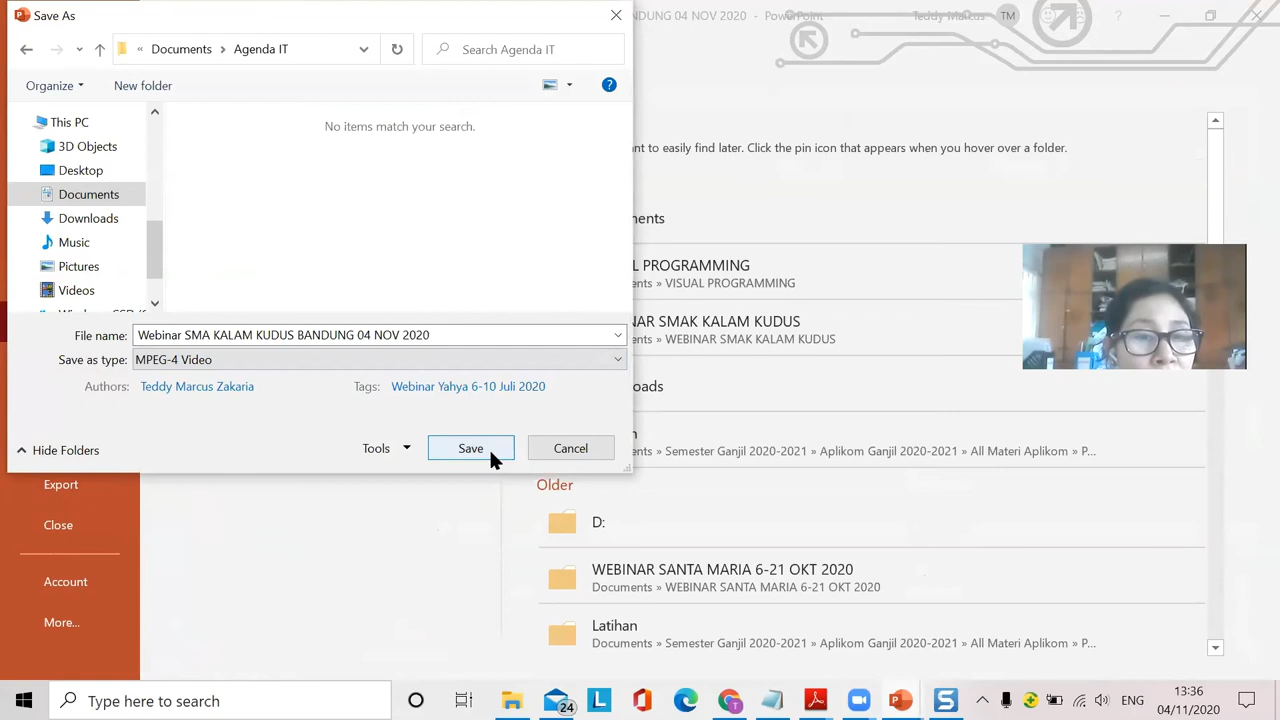 Save As
BANDUNG 04 NOV 2020 - PowerPoint
Teddy Marcus
TM
?
« Documents > Agenda IT
Search Agenda IT
Organize
New folder
?
This PC
3D Objects
Desktop
Documents
Downloads
Music
Pictures
Videos
No items match your search.
File name: Webinar SMA KALAM KUDUS BANDUNG 04 NOV 2020
Save as type: MPEG-4 Video
Authors: Teddy Marcus Zakaria
Tags: Webinar Yahya 6-10 Juli 2020
Hide Folders
Tools
Save
Cancel
Export
Close
Account
More...
to easily find later. Click the pin icon that appears when you hover over a folder.
PROGRAMMING
» VISUAL PROGRAMMING
SMAK KALAM KUDUS
» WEBINAR SMAK KALAM KUDUS
» Semester Ganjil 2020-2021 » Aplikom Ganjil 2020-2021 » All Materi Aplikom » P...
Older
D:
WEBINAR SANTA MARIA 6-21 OKT 2020
Documents » WEBINAR SANTA MARIA 6-21 OKT 2020
Latihan
Documents » Semester Ganjil 2020-2021 » Aplikom Ganjil 2020-2021 » All Materi Aplikom » P...
Type here to search
24
L
T
S
ENG
13:36
04/11/2020